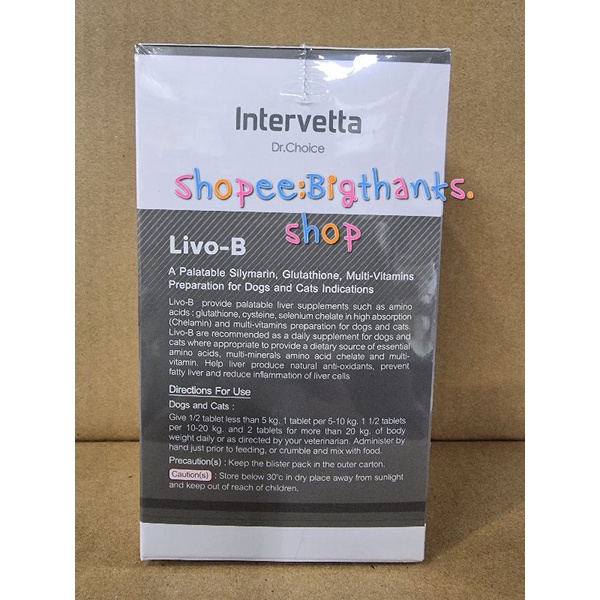 Intervetta
Dr.Choice
Shopee:Bigthanks.
shop
Livo-B
A Palatable Silymarin, Glutathione, Multi-Vitamins
Preparation for Dogs and Cats Indications
Livo-B provide palatable liver supplements such as amino
acids : glutathione, cysteine, selenium chelate in high absorption
(Chelamin) and multi-vitamins preparation for dogs and cats
Livo-B are recommended as a daily supplement for dogs and
cats where appropriate to provide a dietary source of essential
amino acids, multi-minerals amino acid chelate and multi-
vitamin. Help liver produce natural anti-oxidants, prevent
fatty liver and reduce inflammation of liver cells
Directions For Use
Dogs and Cats :
Give 1/2 tablet less than 5 kg, 1 tablet per 5-10 kg. 1 1/2 tablets
per 10-20 kg. and 2 tablets for more than 20 kg. of body
weight daily or as directed by your veterinarian. Administer by
hand just prior to feeding, or crumble and mix with food.
Precaution(s) : Keep the blister pack in the outer carton.
Caution(s) : Store below 30°c in dry place away from sunlight
and keep out of reach of children.